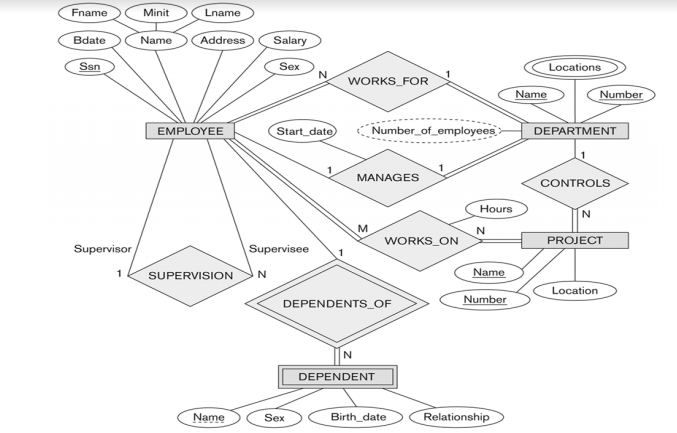 Fname
Minit
Lname
Bdate
Name
Address
Salary
Ssn
Sex
N
WORKS_FOR
1
Locations
Name
Number
EMPLOYEE
Start_date
Number_of_employees
DEPARTMENT
1
MANAGES
1
1
CONTROLS
N
Hours
M
WORKS_ON
N
PROJECT
Supervisor
Supervisee
1
SUPERVISION
N
1
Name
Number
Location
DEPENDENTS_OF
N
DEPENDENT
Name
Sex
Birth_date
Relationship